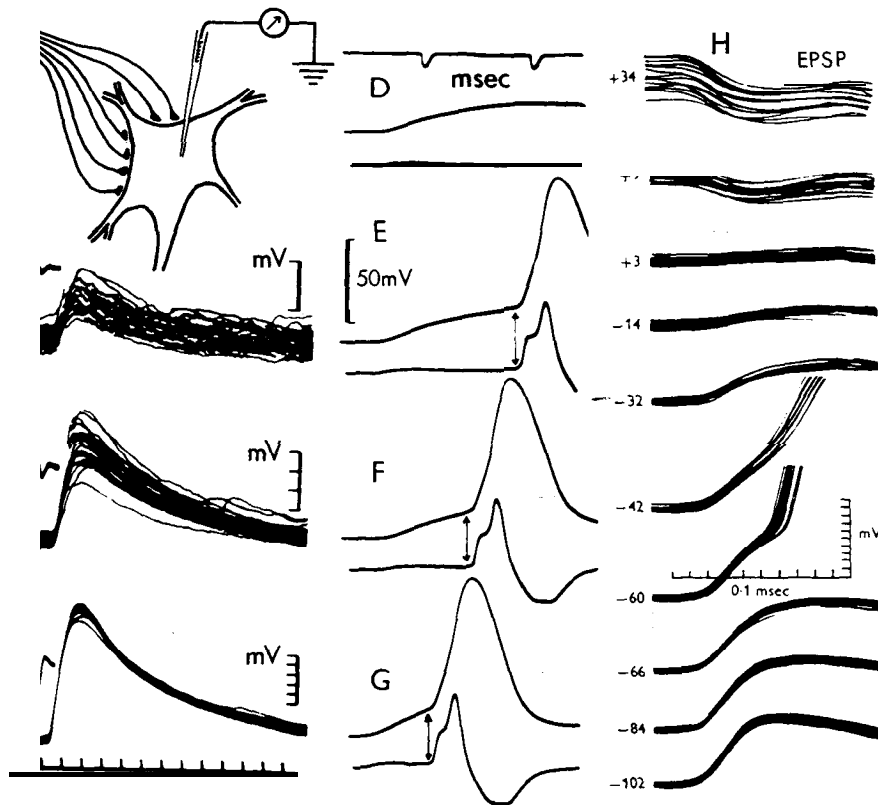 H
EPSP
+34
msec
D
E
50mV
+3
-14
-32
mV
mV
F
-42
mV
0·1 msec
-60
mV
G
-66
-84
-102